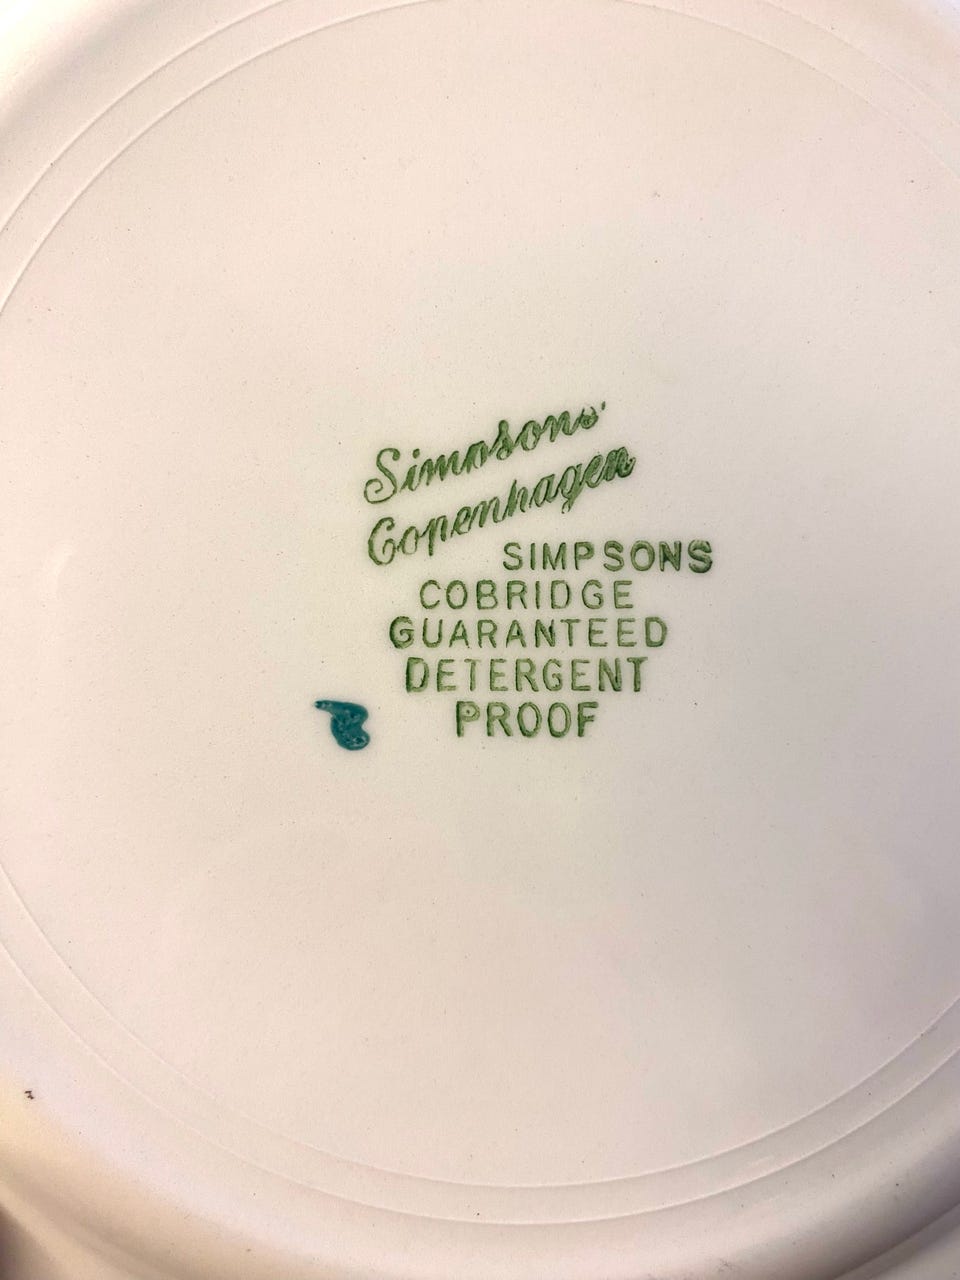 Simpsons'
Copenhagen
SIMPSONS
COBRIDGE
GUARANTEED
DETERGENT
PROOF